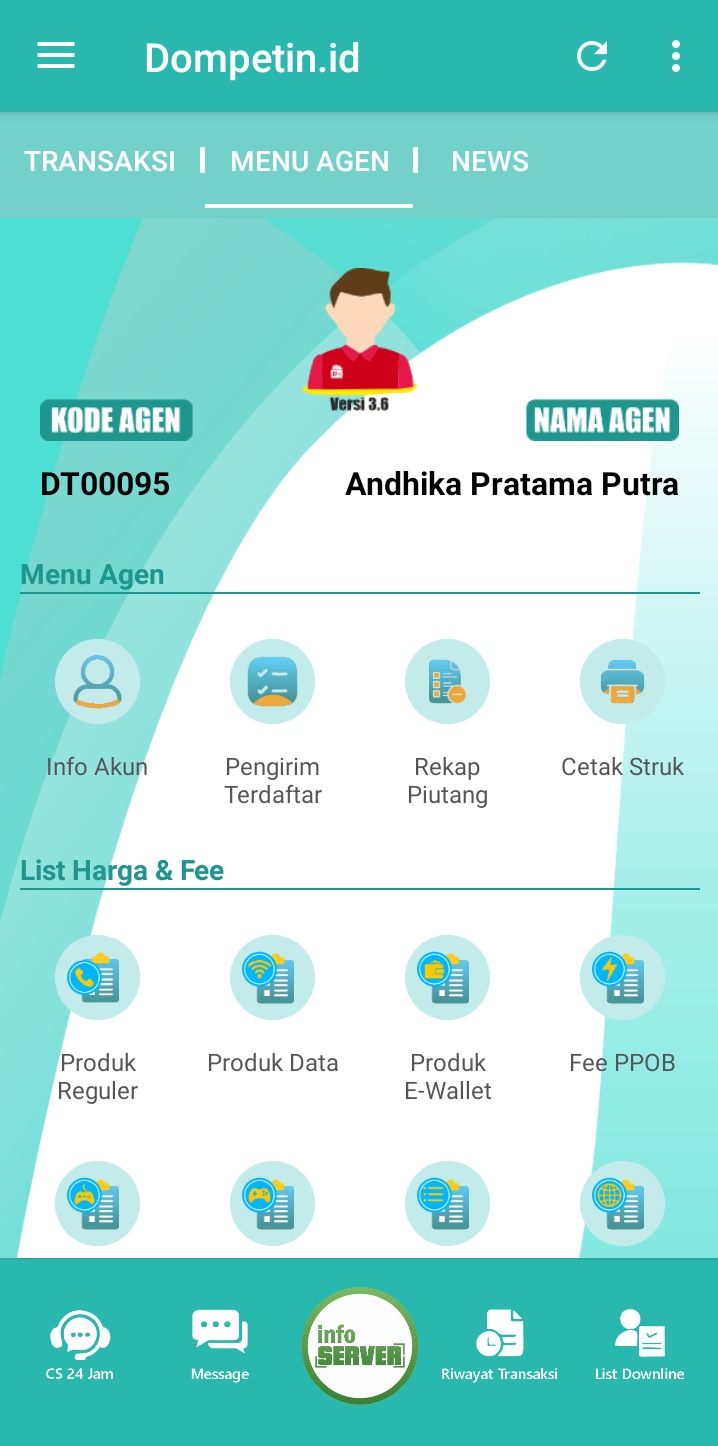 Dompetin.id
TRANSAKSI
MENU AGEN
NEWS
Versi 3.6
KODE AGEN
NAMA AGEN
DT00095
Andhika Pratama Putra
Menu Agen
Info Akun
Pengirim
Terdaftar
Rekap
Piutang
Cetak Struk
List Harga & Fee
Produk
Reguler
Produk Data
Produk
E-Wallet
Fee PPOB
CS 24 Jam
Message
info
SERVER
Riwayat Transaksi
List Downline